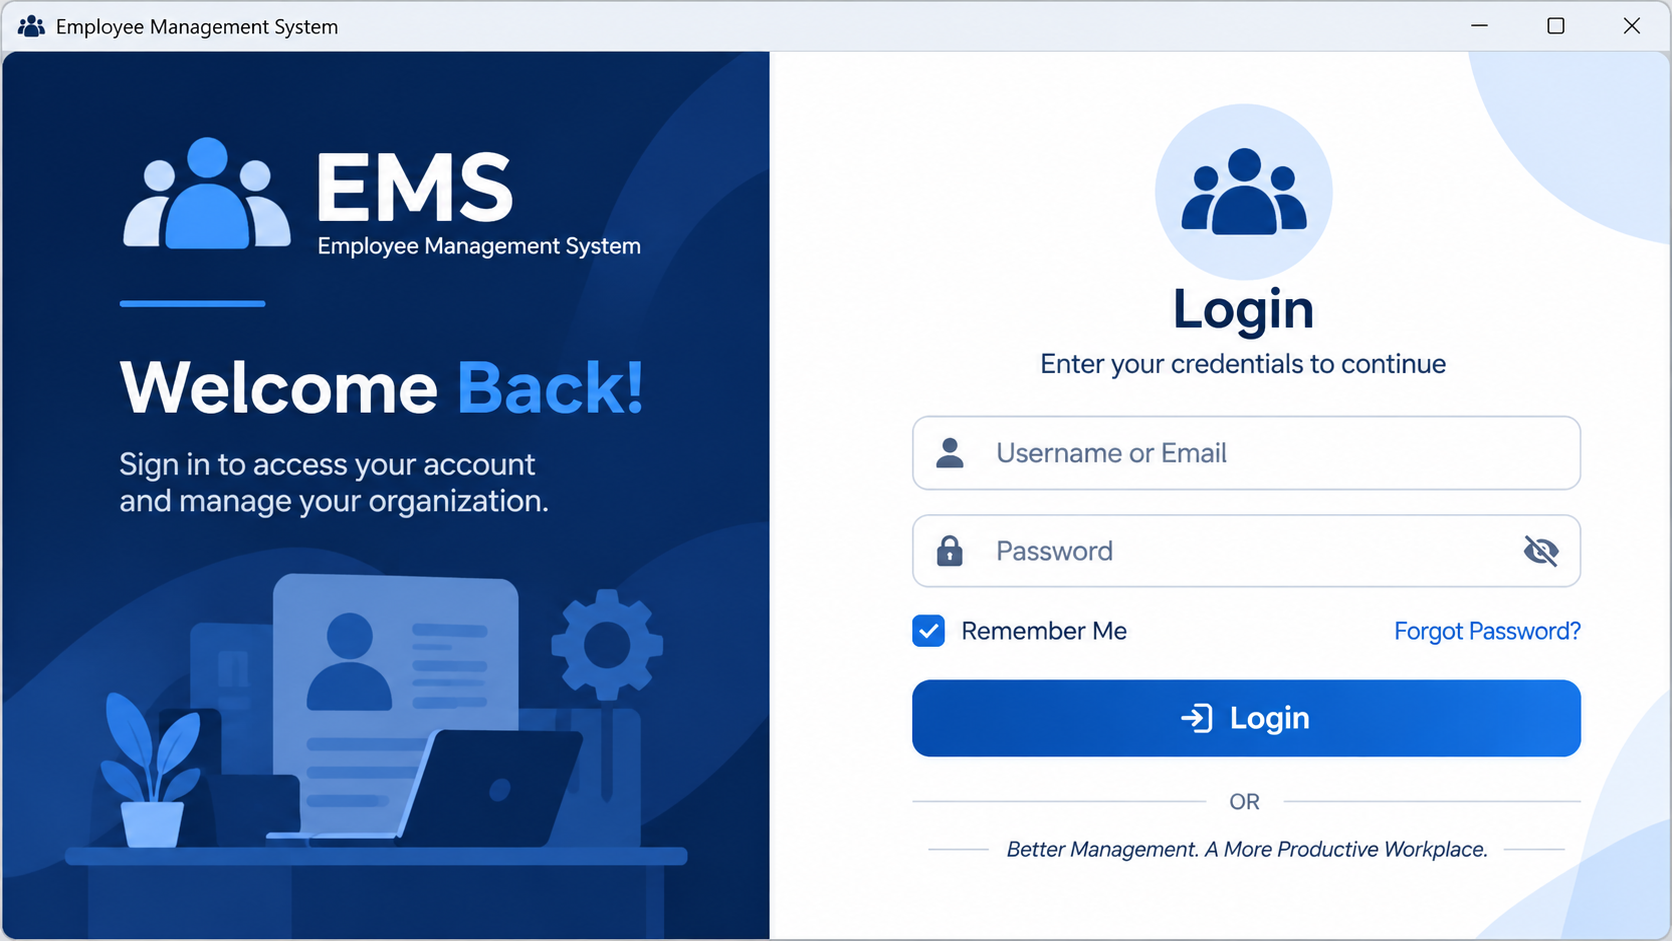 Employee Management System
EMS
Employee Management System
Welcome Back!
Sign in to access your account
and manage your organization.
Login
Enter your credentials to continue
Username or Email
Password
Remember Me
Forgot Password?
Login
OR
Better Management. A More Productive Workplace.